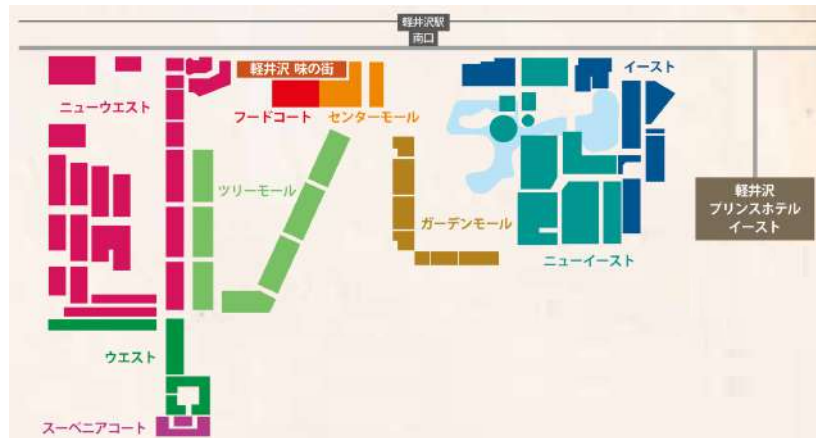 軽井沢駅
南口
軽井沢 味の街
イースト
ニューウエスト
フードコート
センターモール
ツリーモール
軽井沢
プリンスホテル
イースト
ガーデンモール
ニューイースト
ウエスト
スーベニアコート